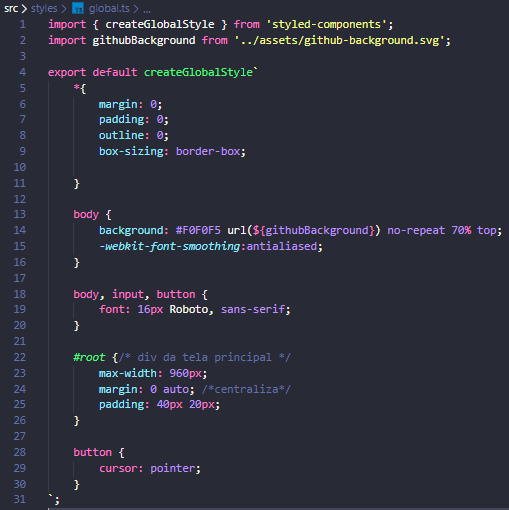 src > styles > TS global.ts > ...
1 import { createGlobalStyle } from 'styled-components';
2 import githubBackground from '../assets/github-background.svg';
3
4 export default createGlobalStyle`
5 *{
6 margin: 0;
7 padding: 0;
8 outline: 0;
9 box-sizing: border-box;
10
11 }
12
13 body {
14 background: #F0F0F5 url(${githubBackground}) no-repeat 70% top;
15 -webkit-font-smoothing:antialiased;
16 }
17
18 body, input, button {
19 font: 16px Roboto, sans-serif;
20 }
21
22 #root {/* div da tela principal */
23 max-width: 960px;
24 margin: 0 auto; /*centraliza*/
25 padding: 40px 20px;
26 }
27
28 button {
29 cursor: pointer;
30 }
31 `;